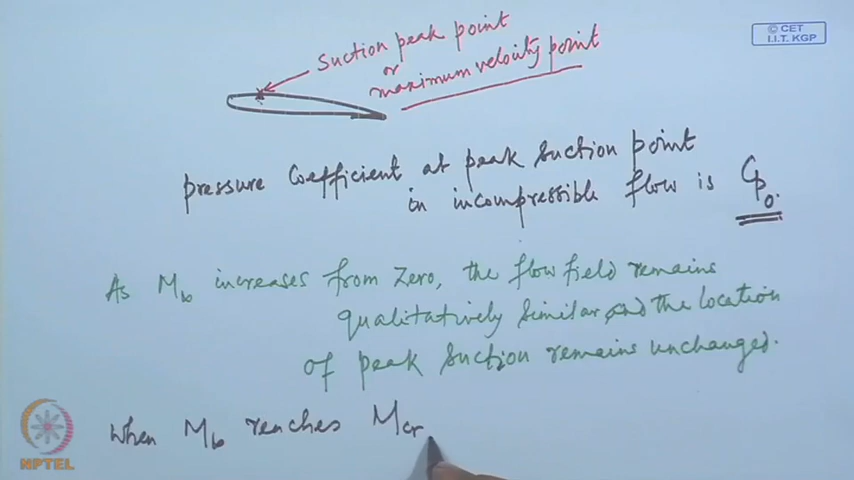 © CET
I.I.T. KGP
Suction peak point
or
maximum velocity point
pressure Coefficient at peak suction point
in incompressible flow is Cp₀.
As M∞ increases from Zero, the flow field remains
qualitatively similar and the location
of peak suction remains unchanged.
When M∞ reaches Mcr
NPTEL